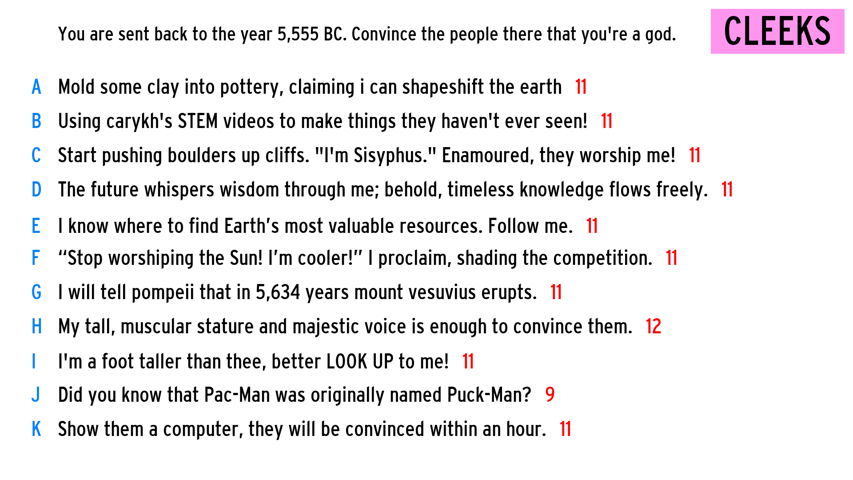 You are sent back to the year 5,555 BC. Convince the people there that you're a god.
CLEEKS
A Mold some clay into pottery, claiming i can shapeshift the earth 11
B Using carykh's STEM videos to make things they haven't ever seen! 11
C Start pushing boulders up cliffs. "I'm Sisyphus." Enamoured, they worship me! 11
D The future whispers wisdom through me; behold, timeless knowledge flows freely. 11
E I know where to find Earth’s most valuable resources. Follow me. 11
F “Stop worshiping the Sun! I’m cooler!” I proclaim, shading the competition. 11
G I will tell pompeii that in 5,634 years mount vesuvius erupts. 11
H My tall, muscular stature and majestic voice is enough to convince them. 12
I I'm a foot taller than thee, better LOOK UP to me! 11
J Did you know that Pac-Man was originally named Puck-Man? 9
K Show them a computer, they will be convinced within an hour. 11